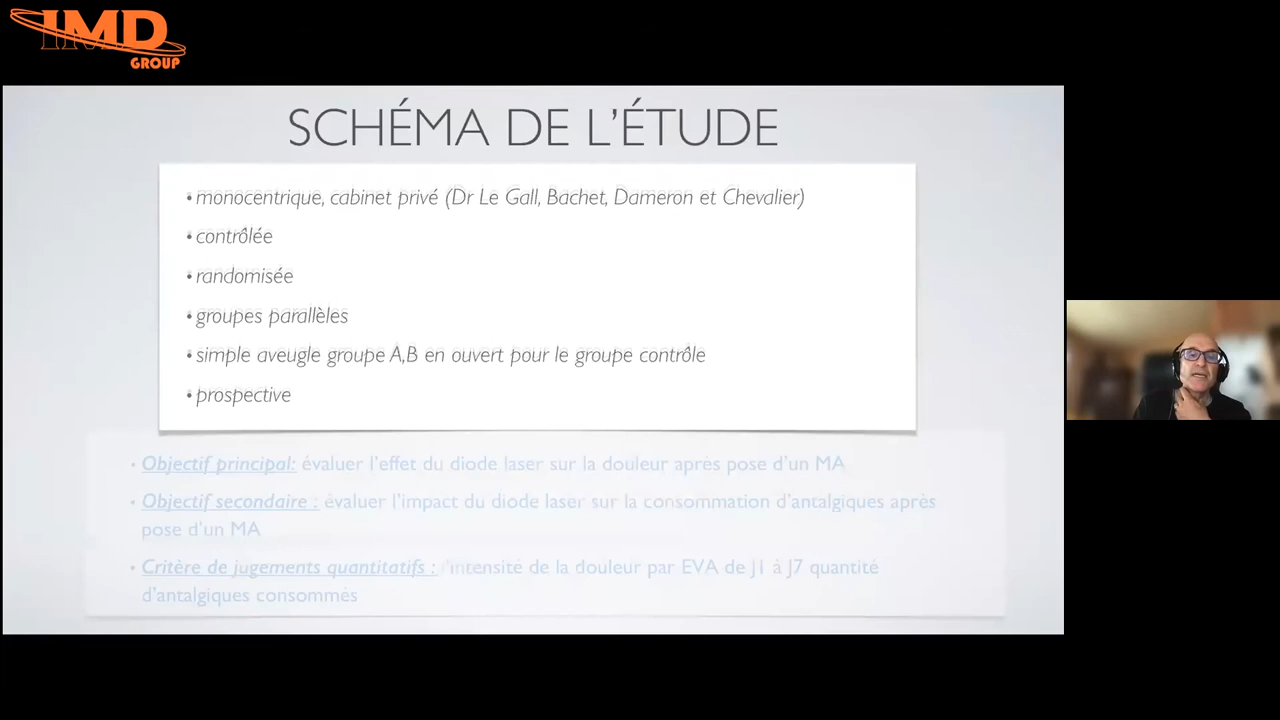 IMD
GROUP
SCHÉMA DE L'ÉTUDE
• monocentrique, cabinet privé (Dr Le Gall, Bachet, Dameron et Chevalier)
• contrôlée
• randomisée
• groupes parallèles
• simple aveugle groupe A,B en ouvert pour le groupe contrôle
• prospective
• Objectif principal: évaluer l'effet du diode laser sur la douleur après pose d'un MA
• Objectif secondaire : évaluer l'impact du diode laser sur la consommation d'antalgiques après
pose d'un MA
• Critère de jugements quantitatifs : l'intensité de la douleur par EVA de J1 à J7 quantité
d'antalgiques consommés